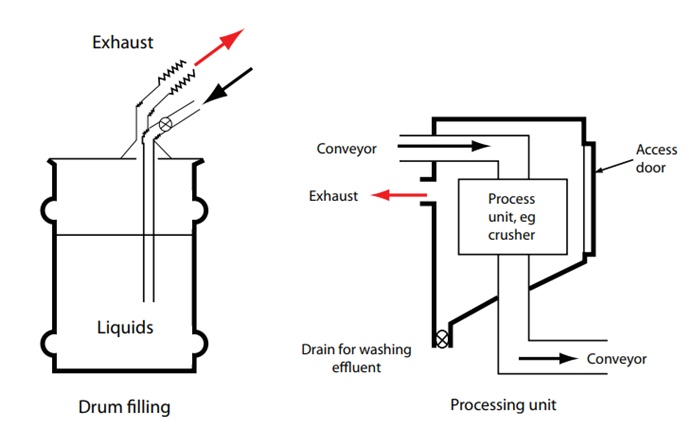 Exhaust
Liquids
Drum filling
Conveyor
Access
door
Exhaust
Process
unit, eg
crusher
Drain for washing
effluent
Conveyor
Processing unit